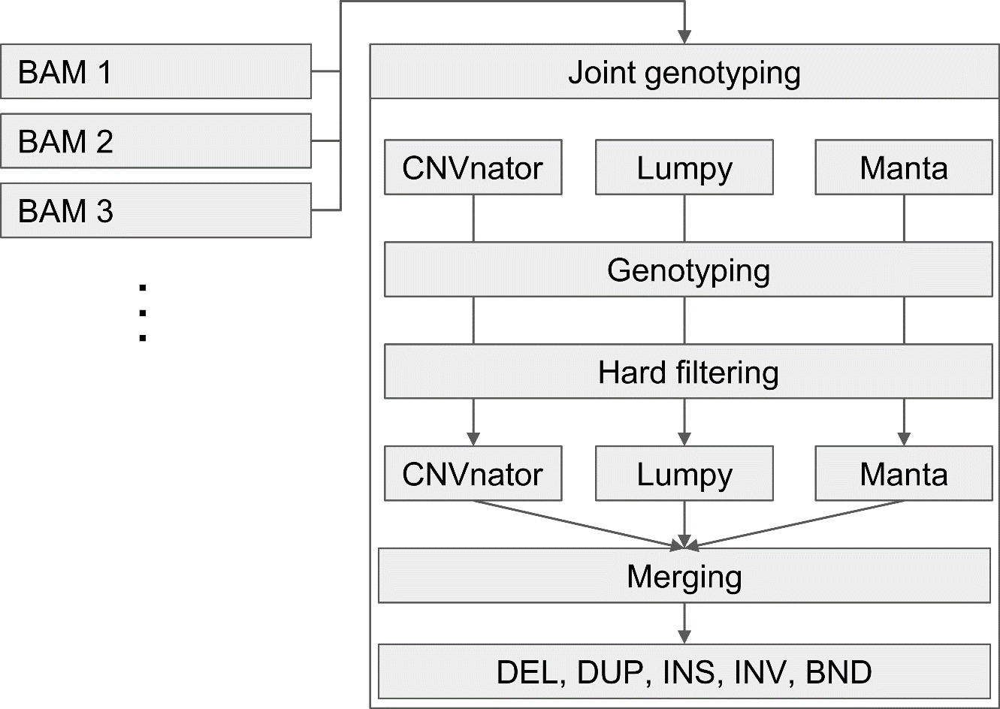 BAM 1
BAM 2
BAM 3
Joint genotyping
CNVnator Lumpy Manta
Genotyping
Hard filtering
CNVnator Lumpy Manta
Merging
DEL, DUP, INS, INV, BND